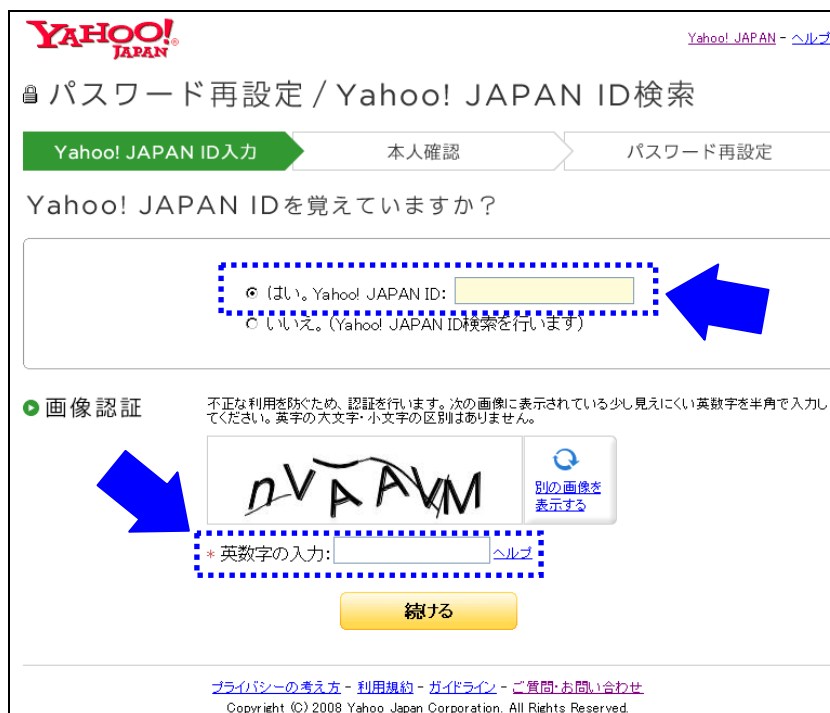 YAHOO!
JAPAN
Yahoo! JAPAN - ヘルプ
パスワード再設定 / Yahoo! JAPAN ID検索
Yahoo! JAPAN ID入力 本人確認 パスワード再設定
Yahoo! JAPAN IDを覚えていますか？
はい。Yahoo! JAPAN ID:
いいえ。(Yahoo! JAPAN ID検索を行います)
画像認証
不正な利用を防ぐため、認証を行います。次の画像に表示されている少し見えにくい英数字を半角で入力し
てください。英字の大文字・小文字の区別はありません。
別の画像を
表示する
* 英数字の入力: ヘルプ
続ける
プライバシーの考え方 - 利用規約 - ガイドライン - ご質問・お問い合わせ
Copyright (C) 2008 Yahoo Japan Corporation. All Rights Reserved.